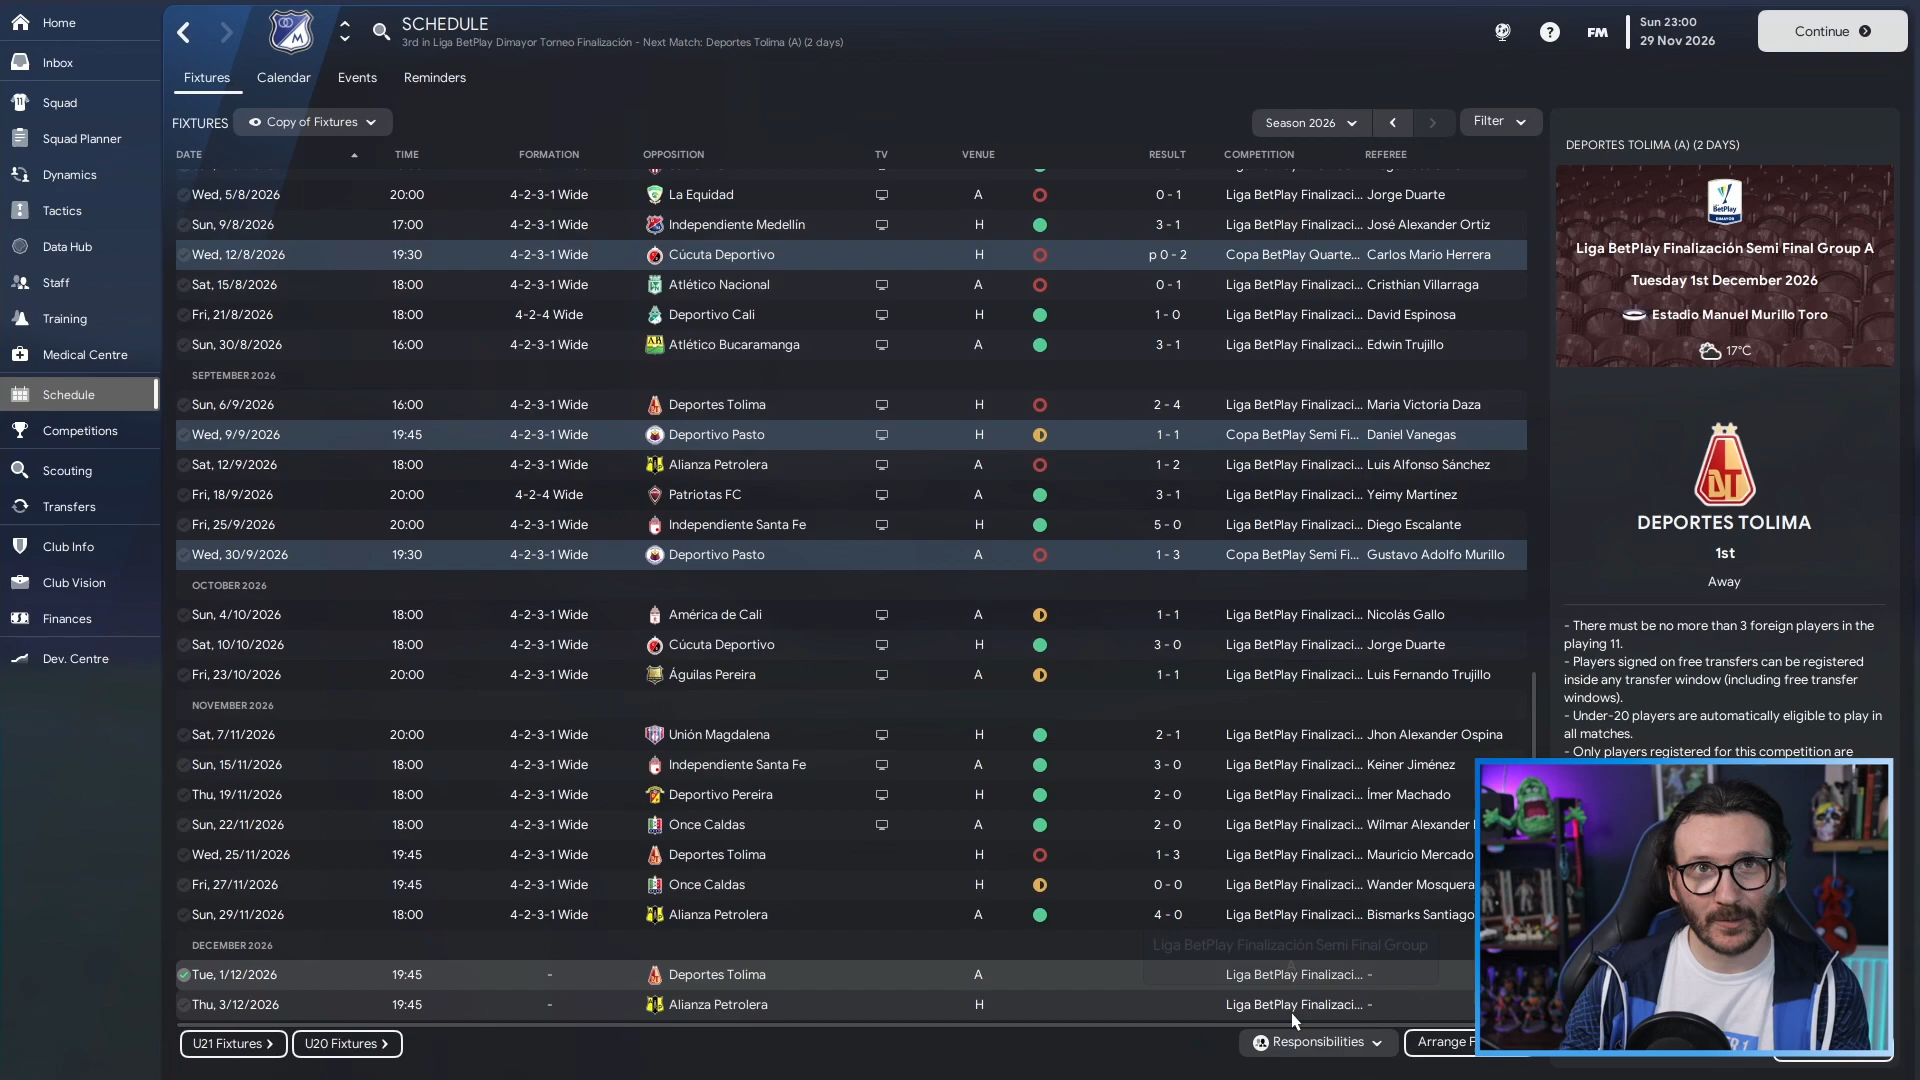 Home
Inbox
Squad
Squad Planner
Dynamics
Tactics
Data Hub
Staff
Training
Medical Centre
Schedule
Competitions
Scouting
Transfers
Club Info
Club Vision
Finances
Dev. Centre
SCHEDULE
3rd in Liga BetPlay Dimayor Torneo Finalización - Next Match: Deportes Tolima (A) (2 days)
FM
Sun 23:00
29 Nov 2026
Continue
Fixtures Calendar Events Reminders
FIXTURES Copy of Fixtures Season 2026 Filter
DATE TIME FORMATION OPPOSITION TV VENUE RESULT COMPETITION REFEREE
Wed, 5/8/2026 20:00 4-2-3-1 Wide La Equidad A 0 - 1 Liga BetPlay Finalizaci... Jorge Duarte
Sun, 9/8/2026 17:00 4-2-3-1 Wide Independiente Medellín H 3 - 1 Liga BetPlay Finalizaci... José Alexander Ortíz
Wed, 12/8/2026 19:30 4-2-3-1 Wide Cúcuta Deportivo H p 0 - 2 Copa BetPlay Quarte... Carlos Mario Herrera
Sat, 15/8/2026 18:00 4-2-3-1 Wide Atlético Nacional A 0 - 1 Liga BetPlay Finalizaci... Cristhian Villarraga
Fri, 21/8/2026 18:00 4-2-4 Wide Deportivo Cali H 1 - 0 Liga BetPlay Finalizaci... David Espinosa
Sun, 30/8/2026 16:00 4-2-3-1 Wide Atlético Bucaramanga A 3 - 1 Liga BetPlay Finalizaci... Edwin Trujillo
SEPTEMBER 2026
Sun, 6/9/2026 16:00 4-2-3-1 Wide Deportes Tolima H 2 - 4 Liga BetPlay Finalizaci... Maria Victoria Daza
Wed, 9/9/2026 19:45 4-2-3-1 Wide Deportivo Pasto H 1 - 1 Copa BetPlay Semi Fi... Daniel Vanegas
Sat, 12/9/2026 18:00 4-2-3-1 Wide Alianza Petrolera A 1 - 2 Liga BetPlay Finalizaci... Luis Alfonso Sánchez
Fri, 18/9/2026 20:00 4-2-4 Wide Patriotas FC A 3 - 1 Liga BetPlay Finalizaci... Yeimy Martínez
Fri, 25/9/2026 20:00 4-2-3-1 Wide Independiente Santa Fe H 5 - 0 Liga BetPlay Finalizaci... Diego Escalante
Wed, 30/9/2026 19:30 4-2-3-1 Wide Deportivo Pasto A 1 - 3 Copa BetPlay Semi Fi... Gustavo Adolfo Murillo
OCTOBER 2026
Sun, 4/10/2026 18:00 4-2-3-1 Wide América de Cali A 1 - 1 Liga BetPlay Finalizaci... Nicolás Gallo
Sat, 10/10/2026 18:00 4-2-3-1 Wide Cúcuta Deportivo H 3 - 0 Liga BetPlay Finalizaci... Jorge Duarte
Fri, 23/10/2026 20:00 4-2-3-1 Wide Águilas Pereira A 1 - 1 Liga BetPlay Finalizaci... Luis Fernando Trujillo
NOVEMBER 2026
Sat, 7/11/2026 20:00 4-2-3-1 Wide Unión Magdalena H 2 - 1 Liga BetPlay Finalizaci... Jhon Alexander Ospina
Sun, 15/11/2026 18:00 4-2-3-1 Wide Independiente Santa Fe A 3 - 0 Liga BetPlay Finalizaci... Keiner Jiménez
Thu, 19/11/2026 18:00 4-2-3-1 Wide Deportivo Pereira H 2 - 0 Liga BetPlay Finalizaci... Ímer Machado
Sun, 22/11/2026 18:00 4-2-3-1 Wide Once Caldas A 2 - 0 Liga BetPlay Finalizaci... Wilmar Alexander
Wed, 25/11/2026 19:45 4-2-3-1 Wide Deportes Tolima H 1 - 3 Liga BetPlay Finalizaci... Mauricio Mercado
Fri, 27/11/2026 19:45 4-2-3-1 Wide Once Caldas H 0 - 0 Liga BetPlay Finalizaci... Wander Mosquera
Sun, 29/11/2026 18:00 4-2-3-1 Wide Alianza Petrolera A 4 - 0 Liga BetPlay Finalizaci... Bismarks Santiago
DECEMBER 2026
Liga BetPlay Finalización Semi Final Group
Tue, 1/12/2026 19:45 - Deportes Tolima A Liga BetPlay Finalizaci... -
Thu, 3/12/2026 19:45 - Alianza Petrolera H Liga BetPlay Finalizaci... -
U21 Fixtures U20 Fixtures Responsibilities Arrange F
DEPORTES TOLIMA (A) (2 DAYS)
BetPlay
DIMAYOR
Liga BetPlay Finalización Semi Final Group A
Tuesday 1st December 2026
Estadio Manuel Murillo Toro
17°C
DT
DEPORTES TOLIMA
1st
Away
- There must be no more than 3 foreign players in the
playing 11.
- Players signed on free transfers can be registered
inside any transfer window (including free transfer
windows).
- Under-20 players are automatically eligible to play in
all matches.
- Only players registered for this competition are